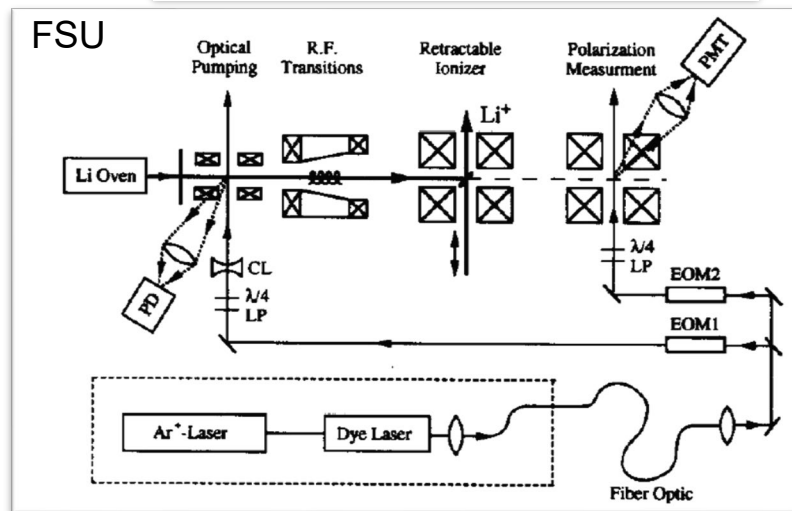 FSU
Optical
Pumping
R.F.
Transitions
Retractable
Ionizer
Polarization
Measurment
PMT
Li+
Li Oven
PD
CL
λ/4
LP
λ/4
LP
EOM2
EOM1
Ar+-Laser
Dye Laser
Fiber Optic